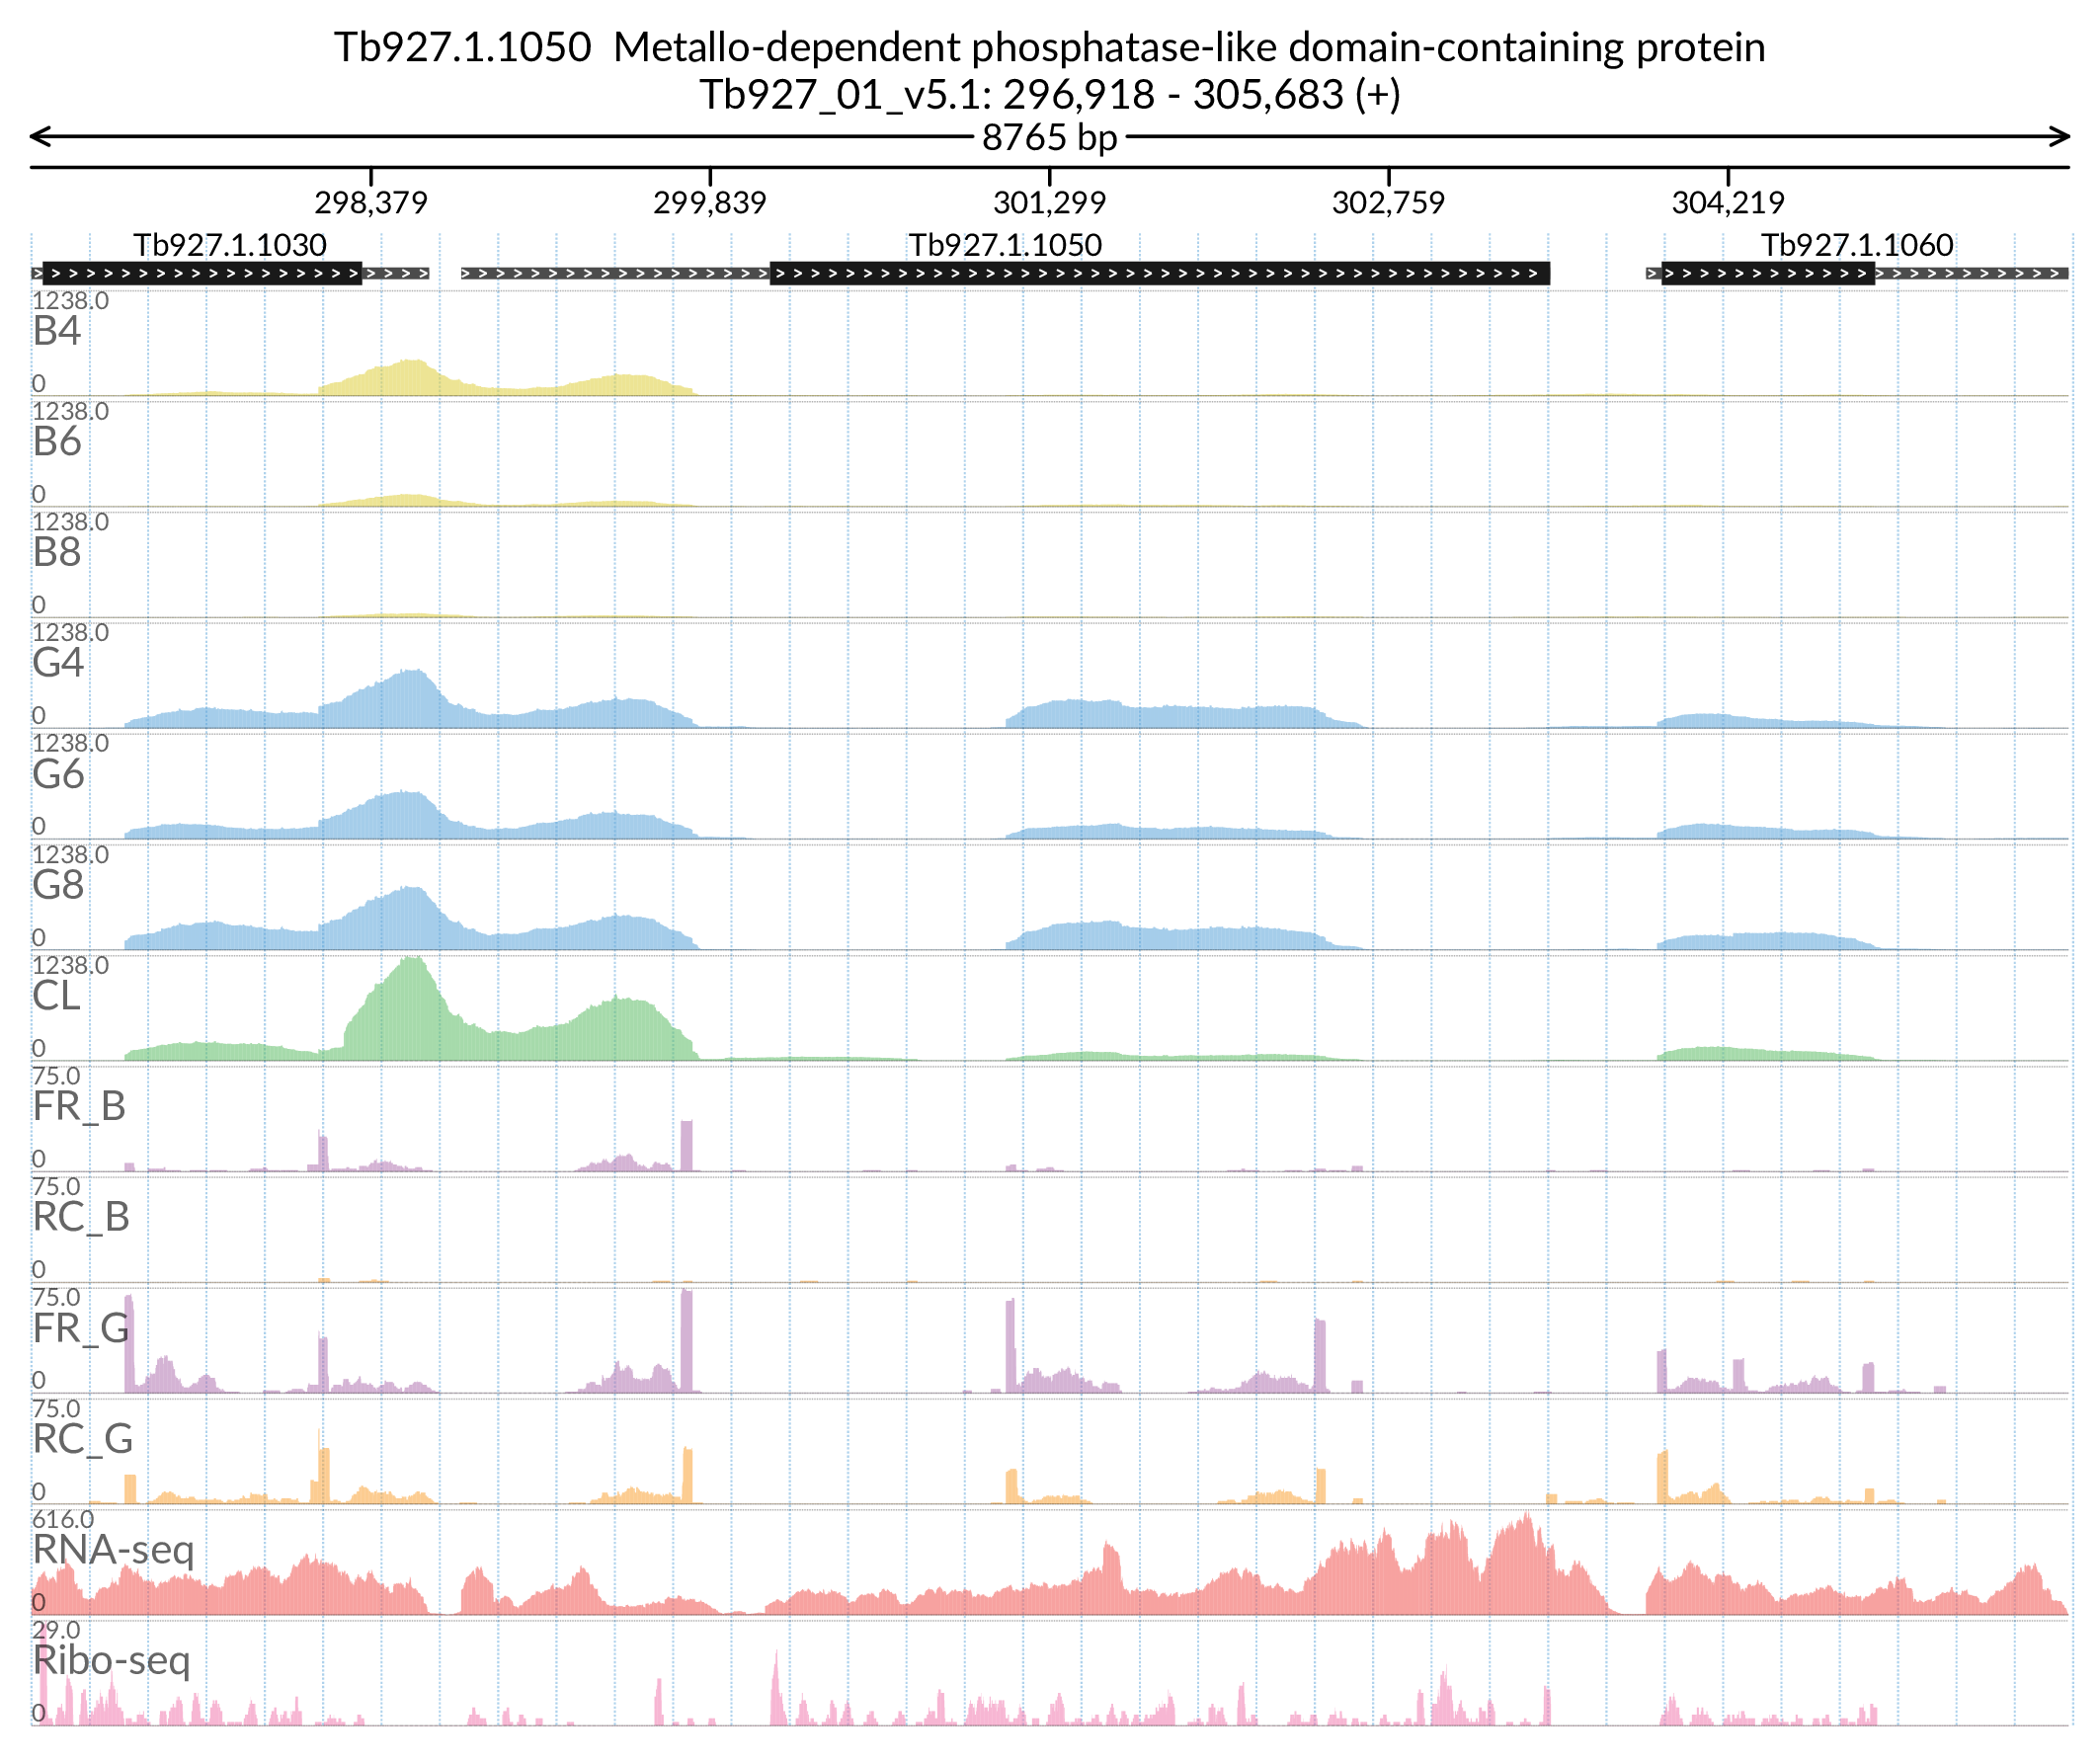 Tb927.1.1050  Metallo-dependent phosphatase-like domain-containing protein
Tb927_01_v5.1: 296,918 - 305,683 (+)
8765 bp
298,379 299,839 301,299 302,759 304,219
Tb927.1.1030 Tb927.1.1050 Tb927.1.1060
1238.0
B4
0
1238.0
B6
0
1238.0
B8
0
1238.0
G4
0
1238.0
G6
0
1238.0
G8
0
1238.0
CL
0
75.0
FR_B
0
75.0
RC_B
0
75.0
FR_G
0
75.0
RC_G
0
616.0
RNA-seq
0
29.0
Ribo-seq
0